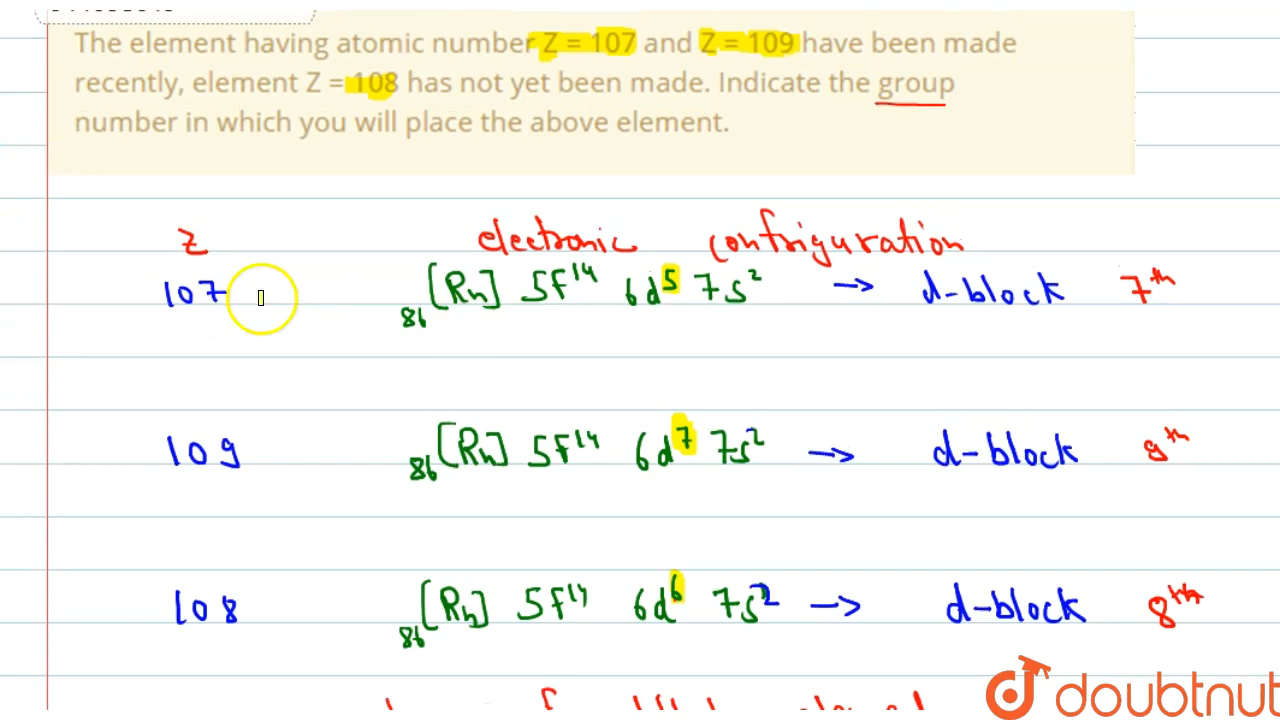 The element having atomic number Z = 107 and Z = 109 have been made
recently, element Z = 108 has not yet been made. Indicate the group
number in which you will place the above element.
Z electronic confriguration
107 86[Rn] 5f14 6d5 7s2 → d-block 7th
109 86[Rn] 5f14 6d7 7s2 → d-block 9th
108 86[Rn] 5f14 6d6 7s2 → d-block 8th
doubtnut